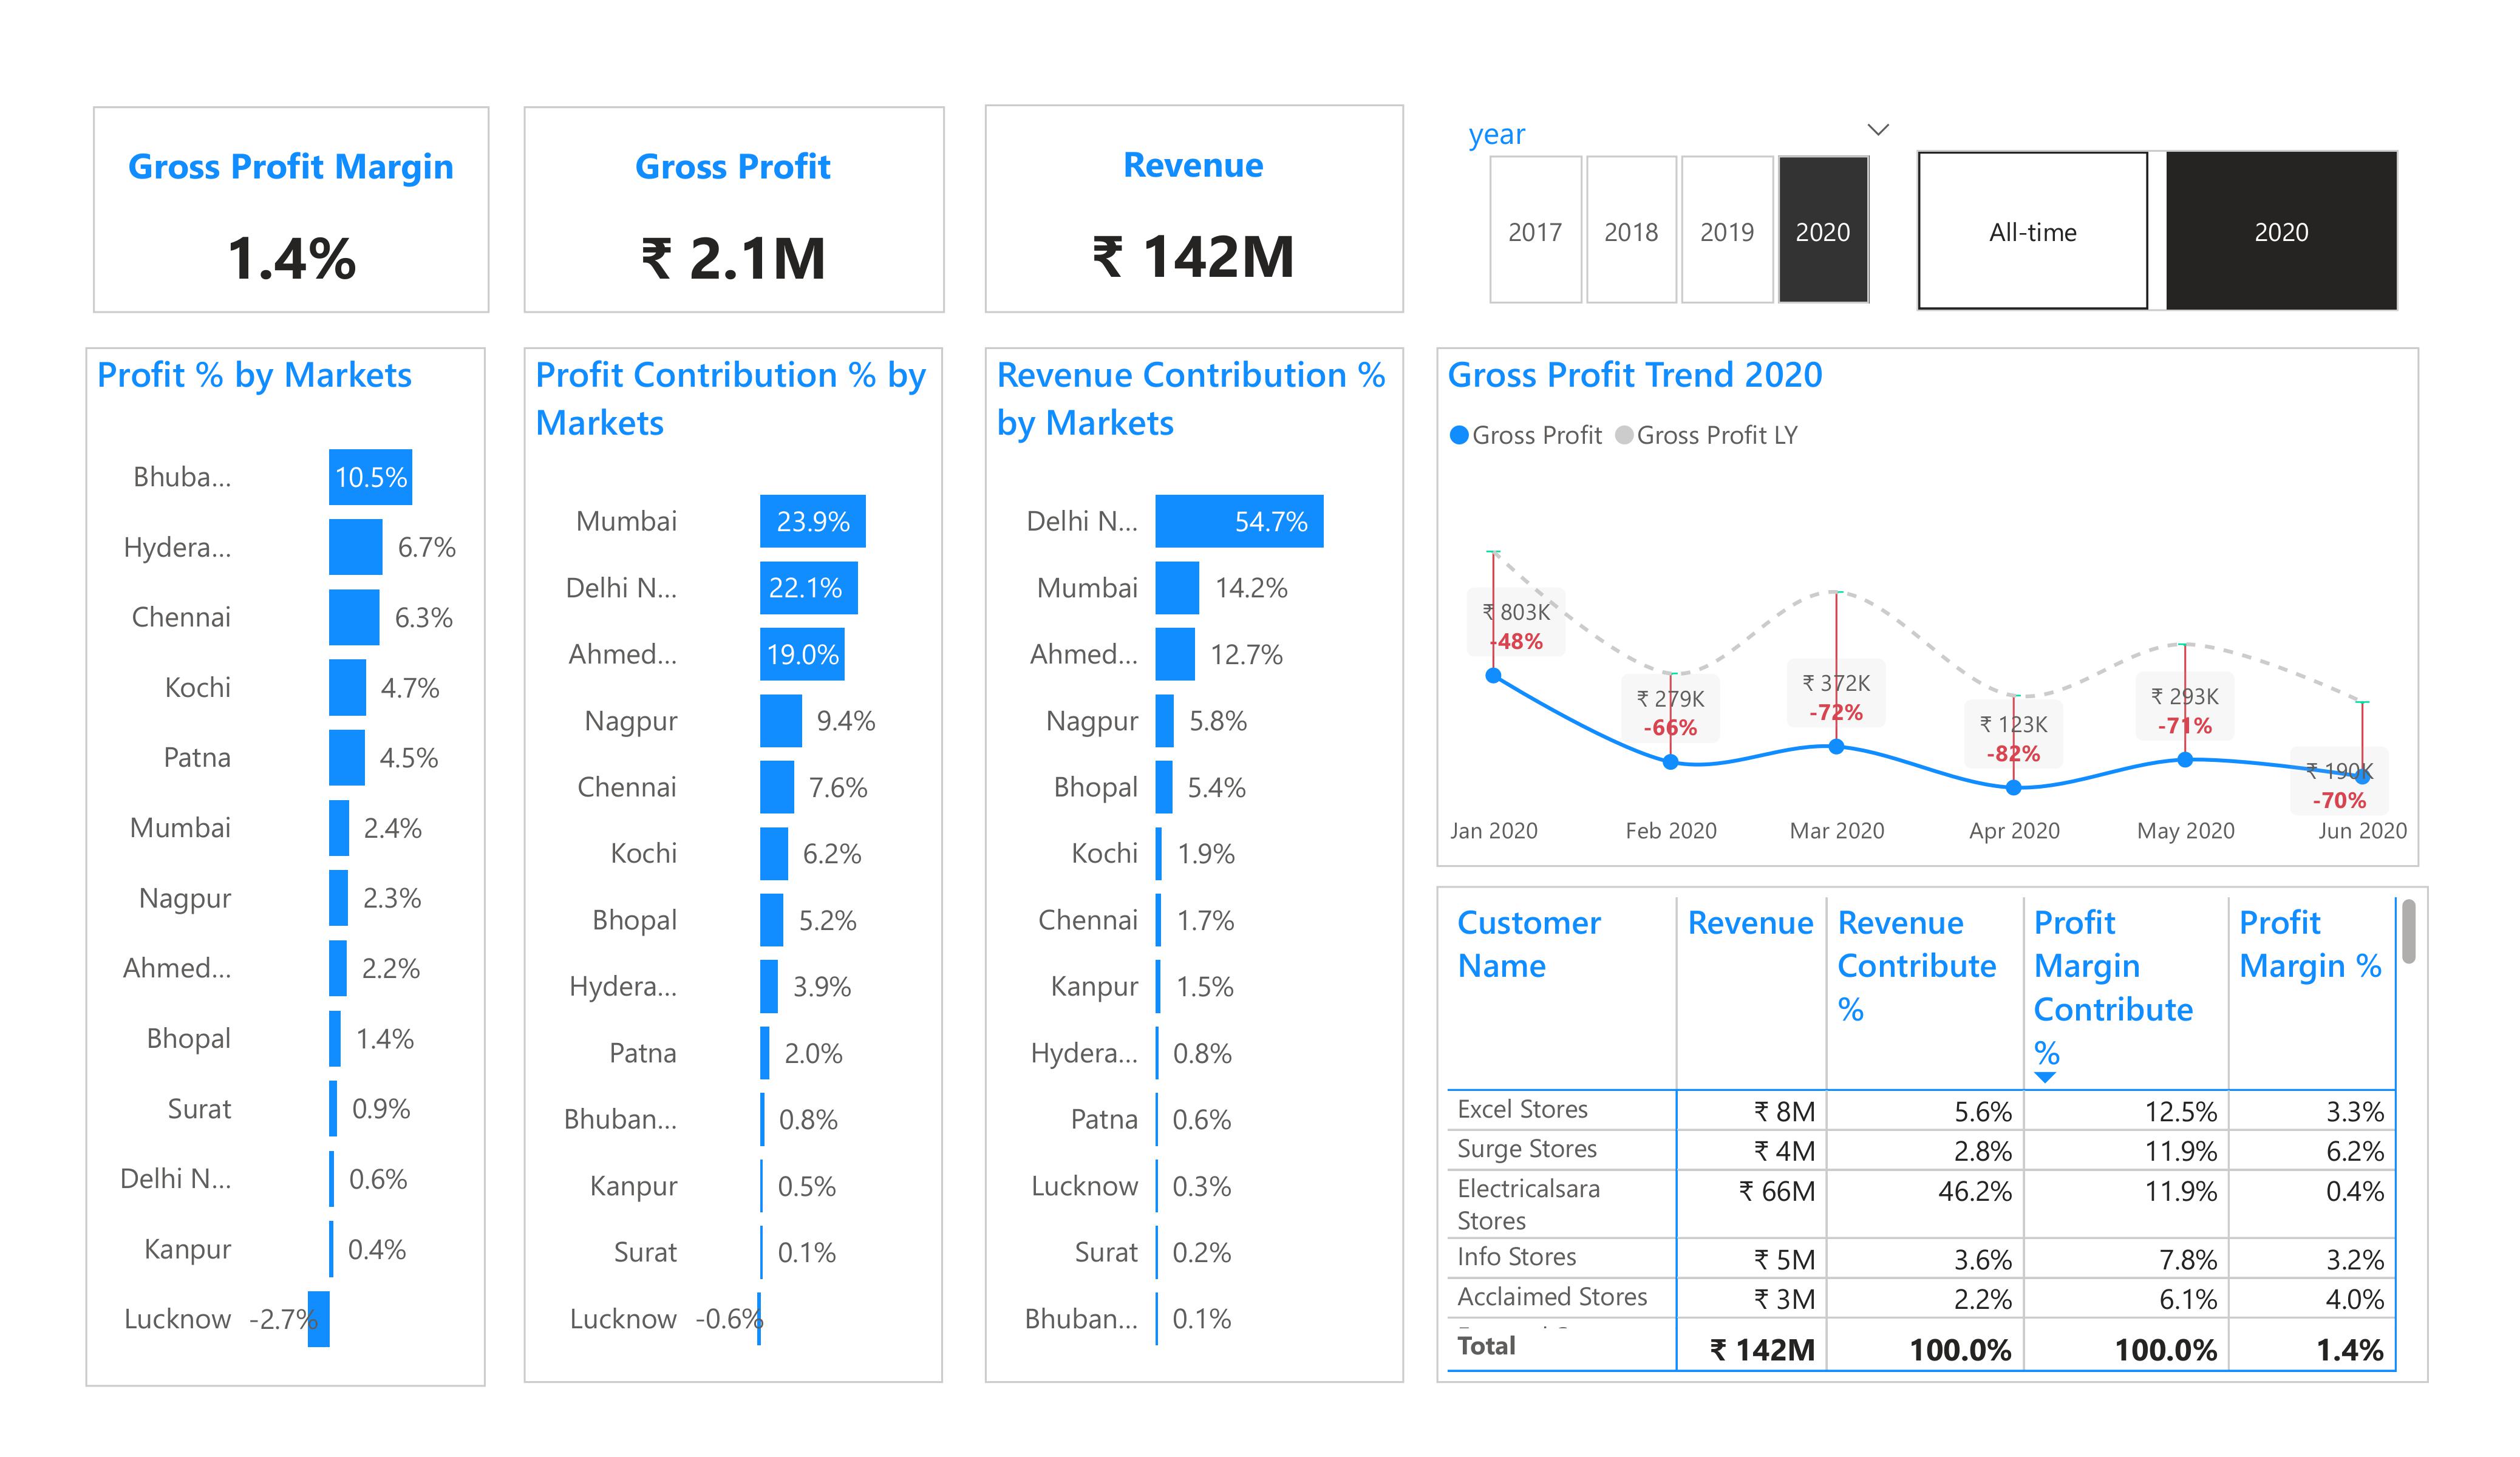 Gross Profit Margin
1.4%
Gross Profit
₹ 2.1M
Revenue
₹ 142M
year
2017 2018 2019 2020
All-time 2020
Profit % by Markets
Bhuba... 10.5%
Hydera... 6.7%
Chennai 6.3%
Kochi 4.7%
Patna 4.5%
Mumbai 2.4%
Nagpur 2.3%
Ahmed... 2.2%
Bhopal 1.4%
Surat 0.9%
Delhi N... 0.6%
Kanpur 0.4%
Lucknow -2.7%
Profit Contribution % by
Markets
Mumbai 23.9%
Delhi N... 22.1%
Ahmed... 19.0%
Nagpur 9.4%
Chennai 7.6%
Kochi 6.2%
Bhopal 5.2%
Hydera... 3.9%
Patna 2.0%
Bhuban... 0.8%
Kanpur 0.5%
Surat 0.1%
Lucknow -0.6%
Revenue Contribution %
by Markets
Delhi N... 54.7%
Mumbai 14.2%
Ahmed... 12.7%
Nagpur 5.8%
Bhopal 5.4%
Kochi 1.9%
Chennai 1.7%
Kanpur 1.5%
Hydera... 0.8%
Patna 0.6%
Lucknow 0.3%
Surat 0.2%
Bhuban... 0.1%
Gross Profit Trend 2020
Gross Profit Gross Profit LY
₹ 803K
-48%
₹ 279K
-66%
₹ 372K
-72%
₹ 123K
-82%
₹ 293K
-71%
₹ 190K
-70%
Jan 2020 Feb 2020 Mar 2020 Apr 2020 May 2020 Jun 2020
Customer Revenue Revenue Profit Profit
Name Contribute Margin Margin %
% Contribute
%
Excel Stores ₹ 8M 5.6% 12.5% 3.3%
Surge Stores ₹ 4M 2.8% 11.9% 6.2%
Electricalsara ₹ 66M 46.2% 11.9% 0.4%
Stores
Info Stores ₹ 5M 3.6% 7.8% 3.2%
Acclaimed Stores ₹ 3M 2.2% 6.1% 4.0%
Total ₹ 142M 100.0% 100.0% 1.4%